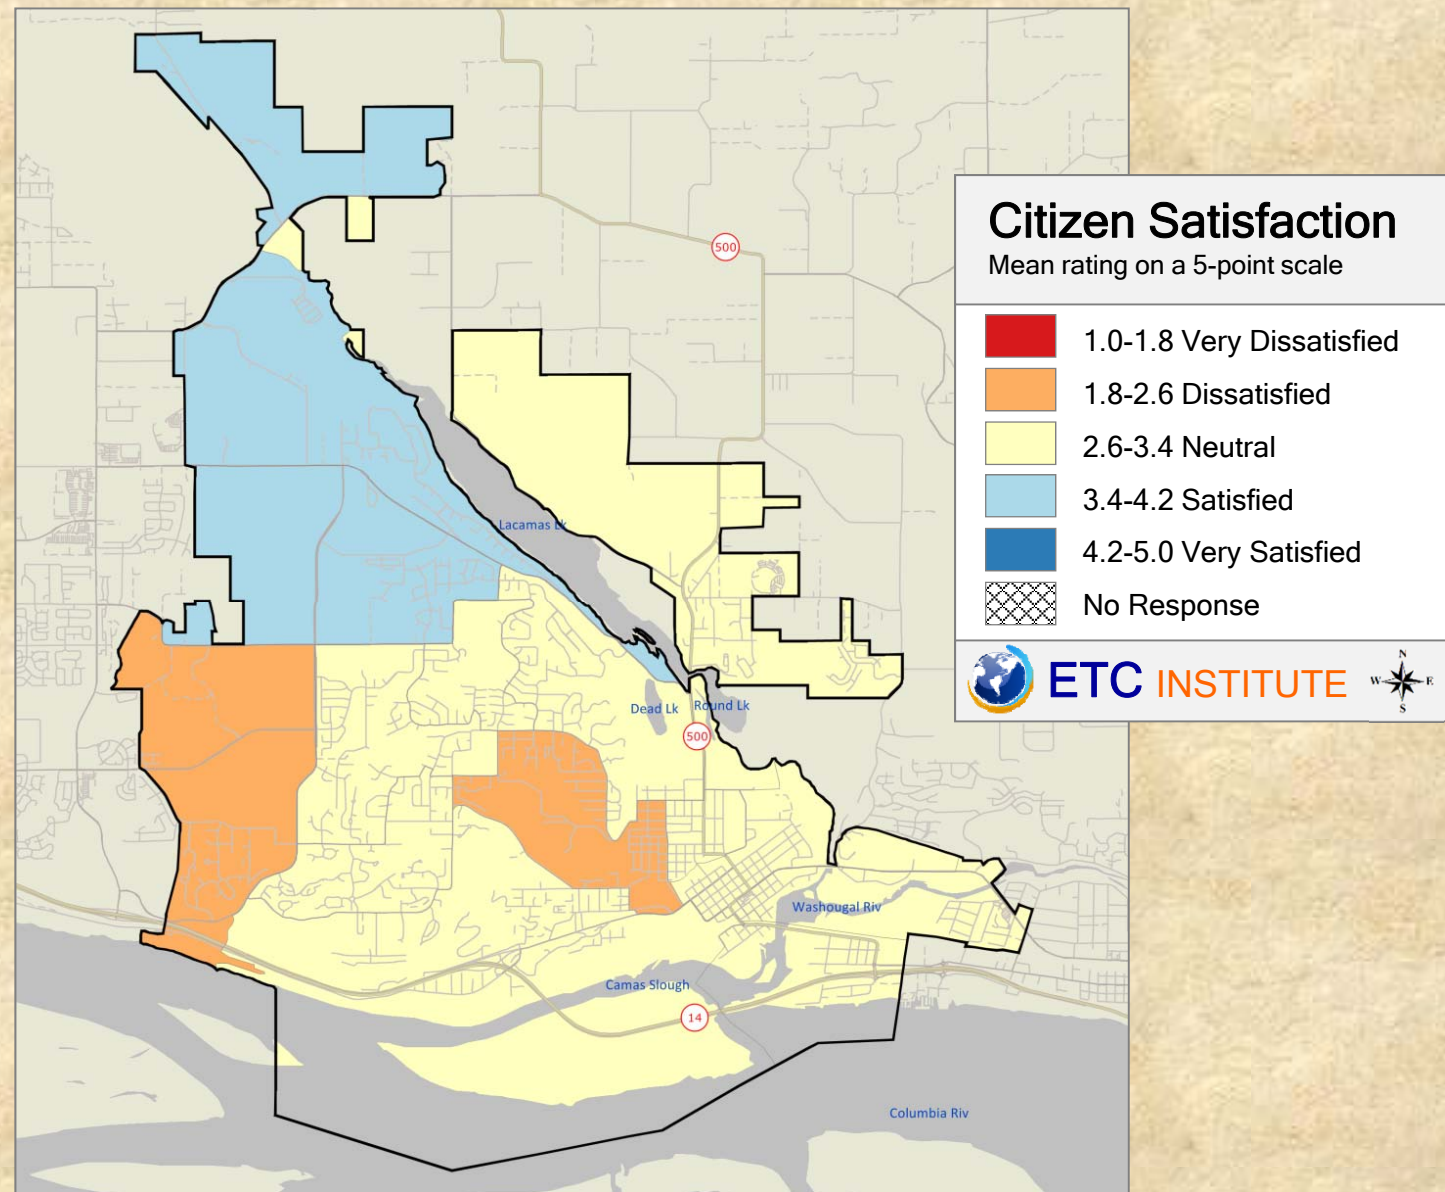 Citizen Satisfaction
Mean rating on a 5-point scale
1.0-1.8 Very Dissatisfied
1.8-2.6 Dissatisfied
2.6-3.4 Neutral
3.4-4.2 Satisfied
4.2-5.0 Very Satisfied
No Response
ETC INSTITUTE
N
W E
S
500
Lacamas Lk
Dead Lk
Round Lk
500
Washougal Riv
Camas Slough
14
Columbia Riv